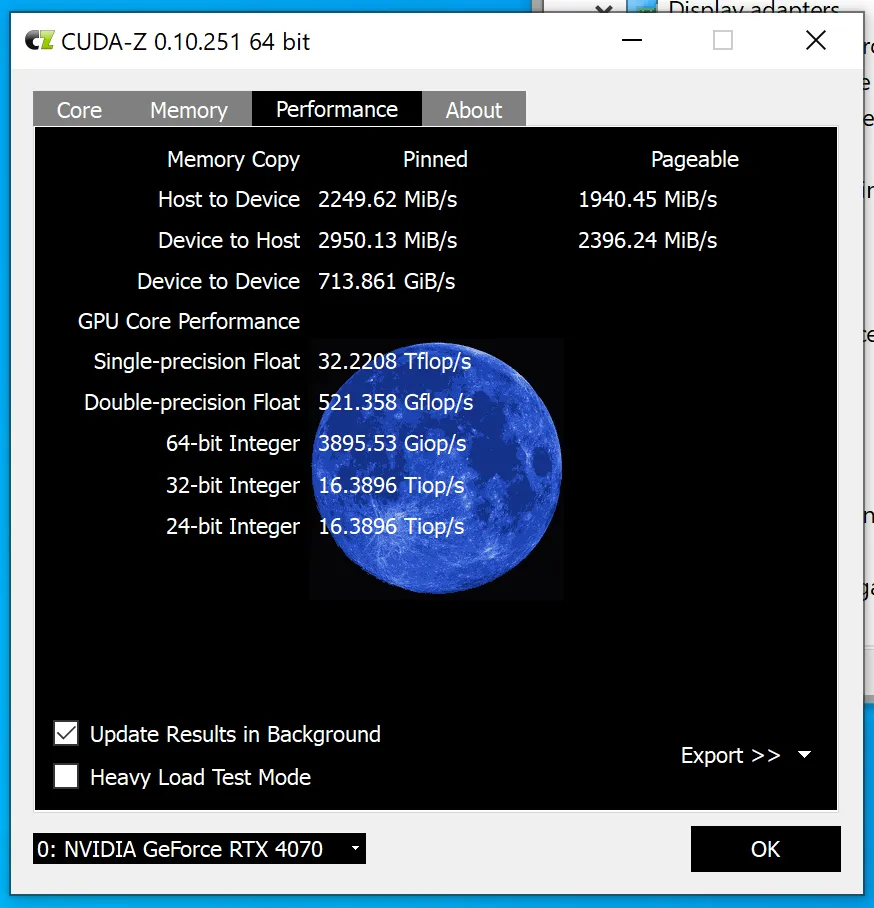 Display adapters
CZ CUDA-Z 0.10.251 64 bit
Core Memory Performance About
Memory Copy Pinned Pageable
Host to Device 2249.62 MiB/s 1940.45 MiB/s
Device to Host 2950.13 MiB/s 2396.24 MiB/s
Device to Device 713.861 GiB/s
GPU Core Performance
Single-precision Float 32.2208 Tflop/s
Double-precision Float 521.358 Gflop/s
64-bit Integer 3895.53 Giop/s
32-bit Integer 16.3896 Tiop/s
24-bit Integer 16.3896 Tiop/s
Update Results in Background
Export >>
Heavy Load Test Mode
0: NVIDIA GeForce RTX 4070
OK